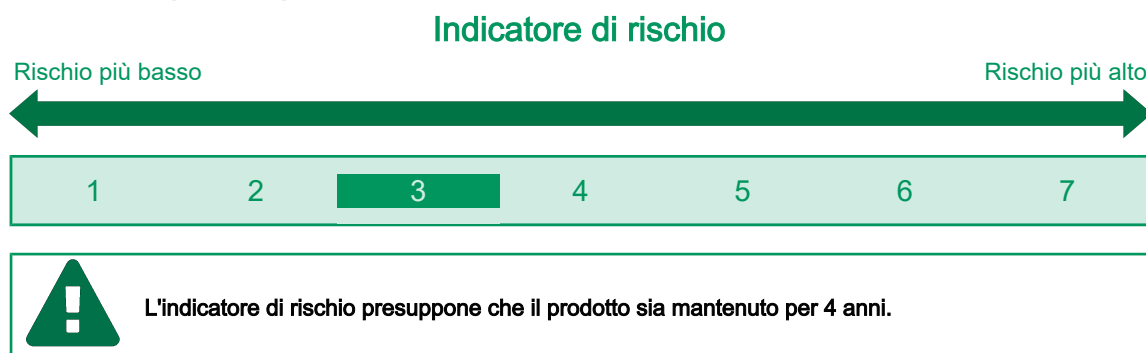 Indicatore di rischio
Rischio più basso Rischio più alto
1 2 3 4 5 6 7
L'indicatore di rischio presuppone che il prodotto sia mantenuto per 4 anni.